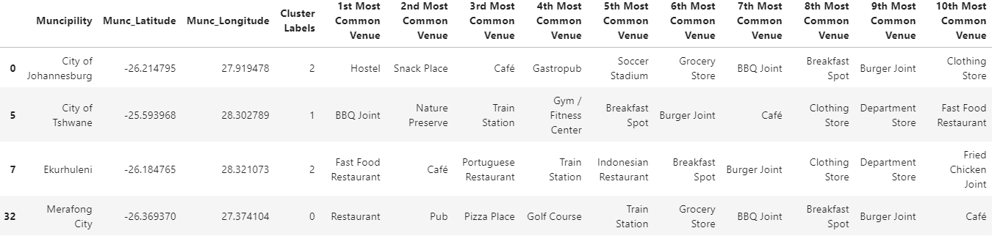 Muncipility Munc_Latitude Munc_Longitude Cluster Labels 1st Most Common Venue 2nd Most Common Venue 3rd Most Common Venue 4th Most Common Venue 5th Most Common Venue 6th Most Common Venue 7th Most Common Venue 8th Most Common Venue 9th Most Common Venue 10th Most Common Venue
0 City of Johannesburg -26.214795 27.919478 2 Hostel Snack Place Café Gastropub Soccer Stadium Grocery Store BBQ Joint Breakfast Spot Burger Joint Clothing Store
5 City of Tshwane -25.593968 28.302789 1 BBQ Joint Nature Preserve Train Station Gym / Fitness Center Breakfast Spot Burger Joint Café Clothing Store Department Store Fast Food Restaurant
7 Ekurhuleni -26.184765 28.321073 2 Fast Food Restaurant Café Portuguese Restaurant Train Station Indonesian Restaurant Breakfast Spot Burger Joint Clothing Store Department Store Fried Chicken Joint
32 Merafong City -26.369370 27.374104 0 Restaurant Pub Pizza Place Golf Course Train Station Grocery Store BBQ Joint Breakfast Spot Burger Joint Café